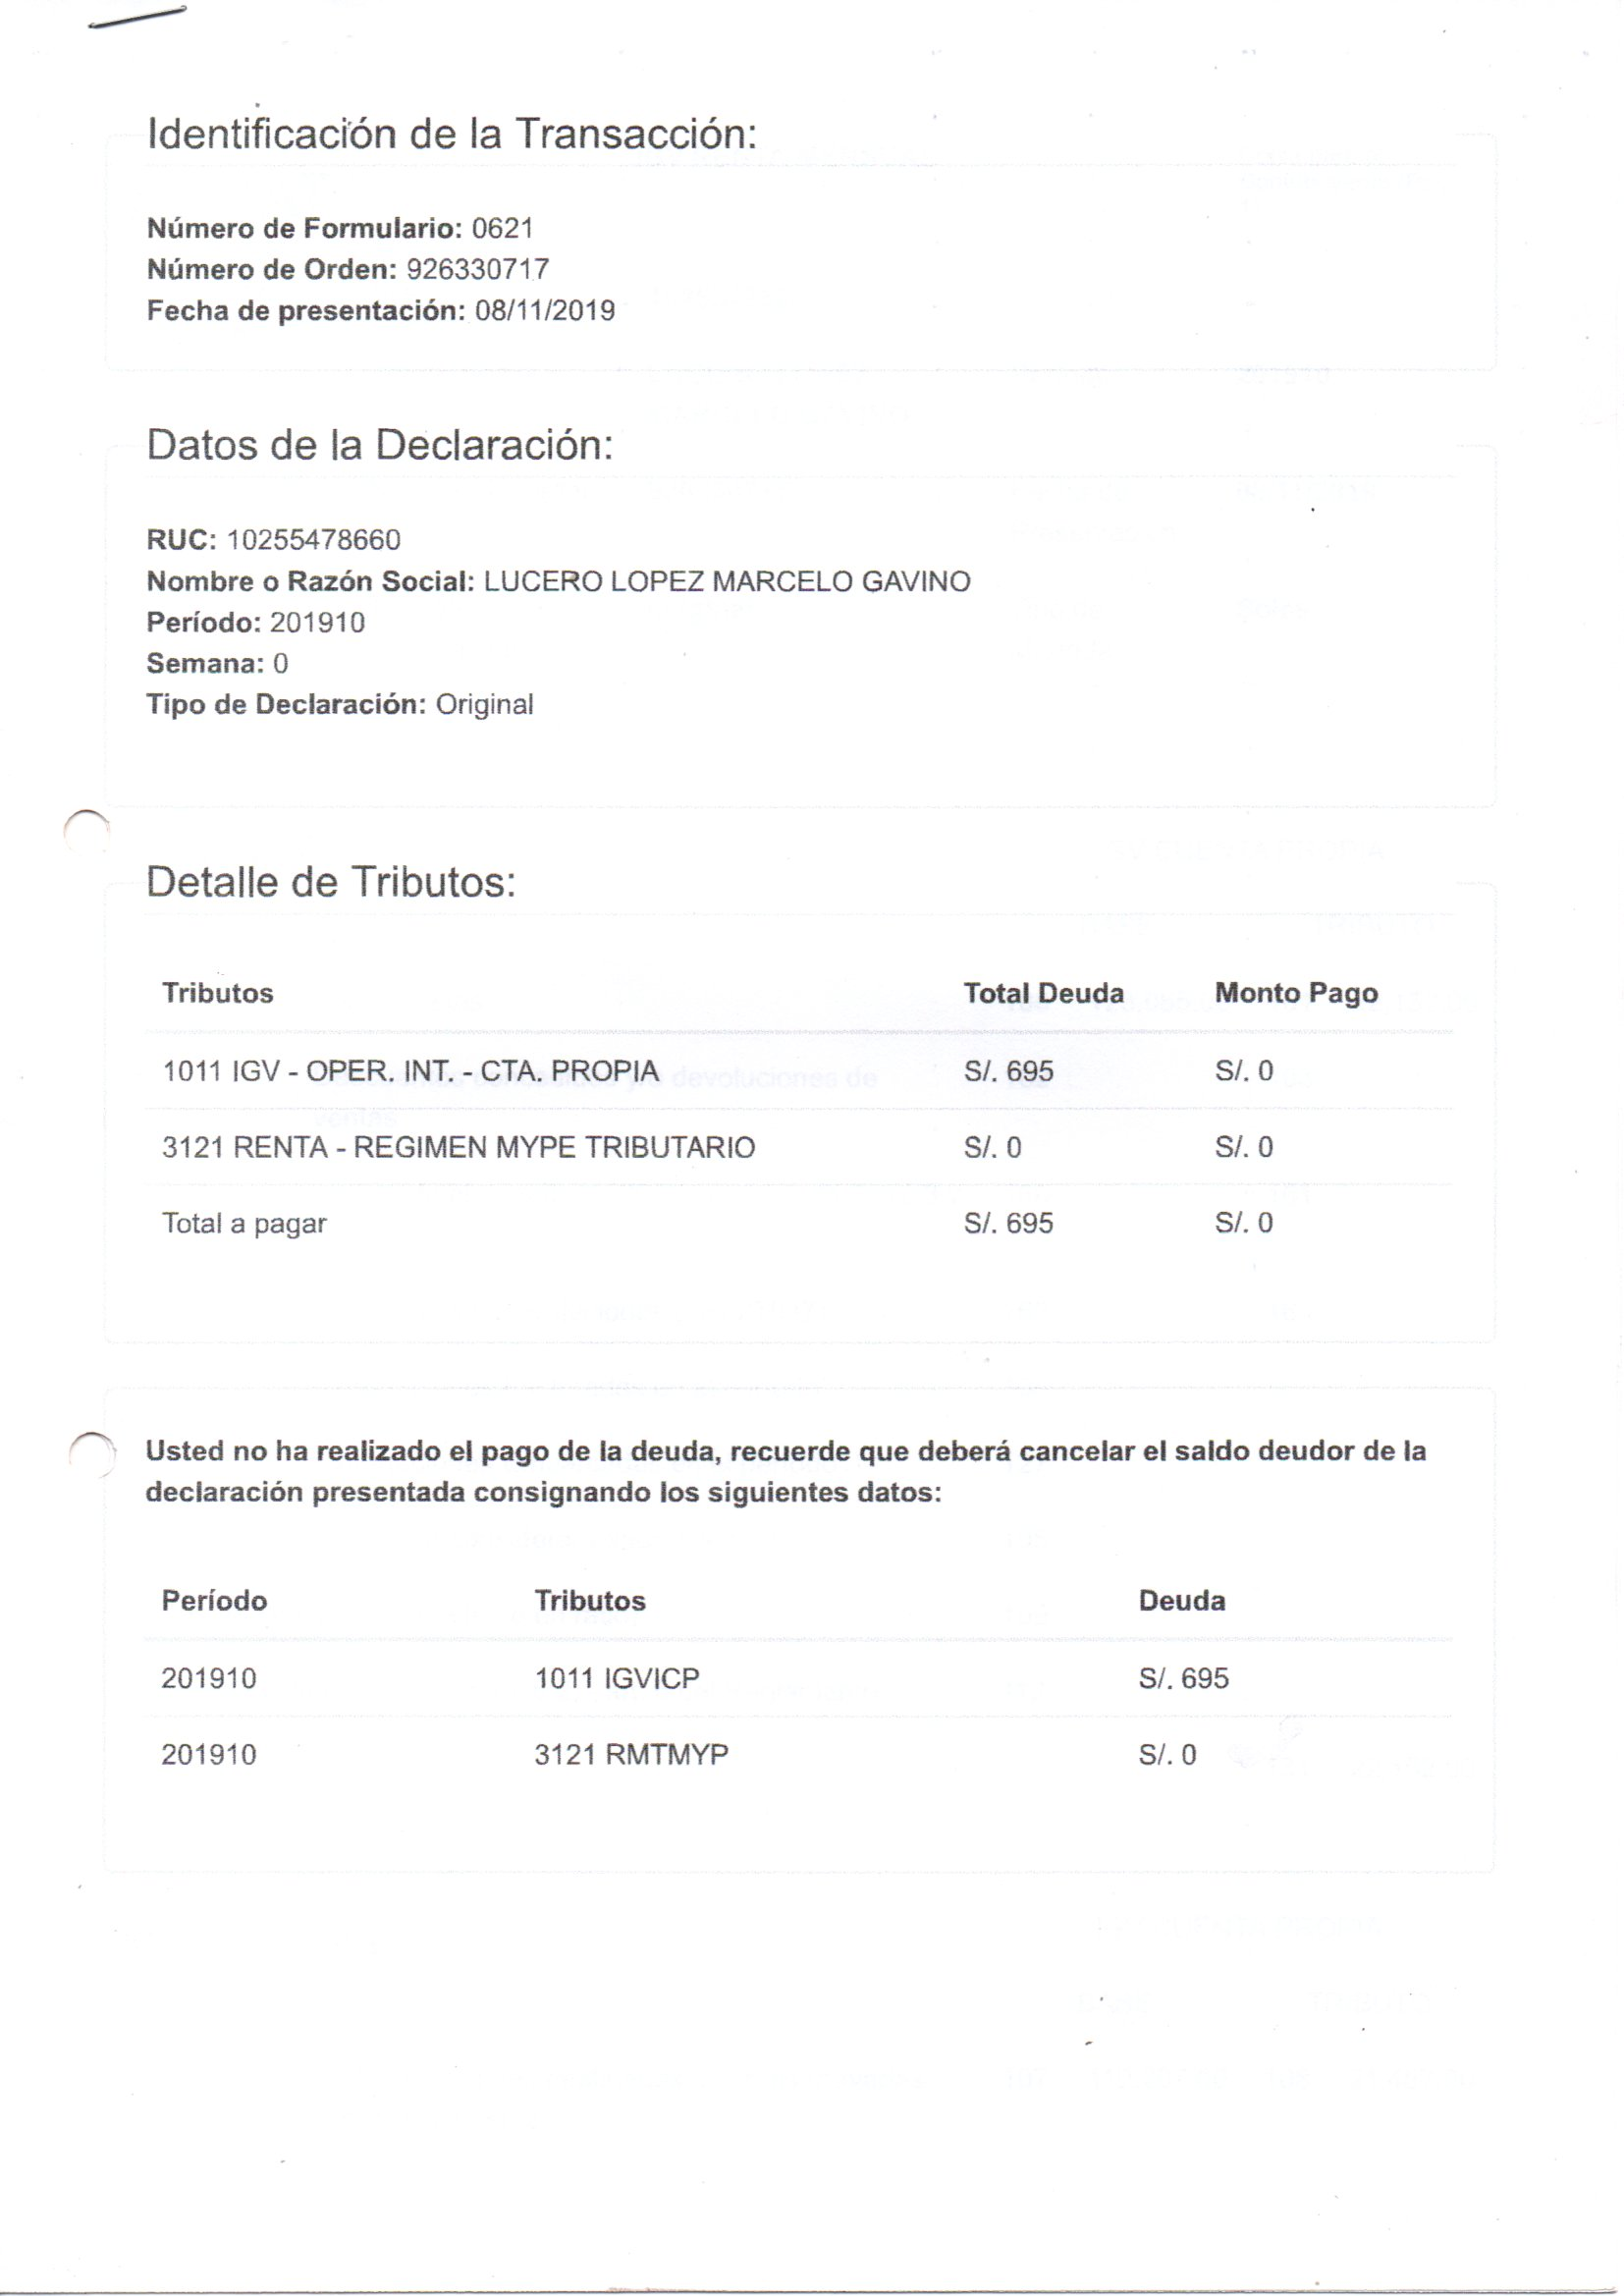 Identificación de la Transacción:
Número de Formulario: 0621
Número de Orden: 926330717
Fecha de presentación: 08/11/2019
Datos de la Declaración:
RUC: 10255478660
Nombre o Razón Social: LUCERO LOPEZ MARCELO GAVINO
Período: 201910
Semana: 0
Tipo de Declaración: Original
Detalle de Tributos:
Tributos Total Deuda Monto Pago
1011 IGV - OPER. INT. - CTA. PROPIA S/. 695 S/. 0
3121 RENTA - REGIMEN MYPE TRIBUTARIO S/. 0 S/. 0
Total a pagar S/. 695 S/. 0
Usted no ha realizado el pago de la deuda, recuerde que deberá cancelar el saldo deudor de la
declaración presentada consignando los siguientes datos:
Período Tributos Deuda
201910 1011 IGVICP S/. 695
201910 3121 RMTMYP S/. 0